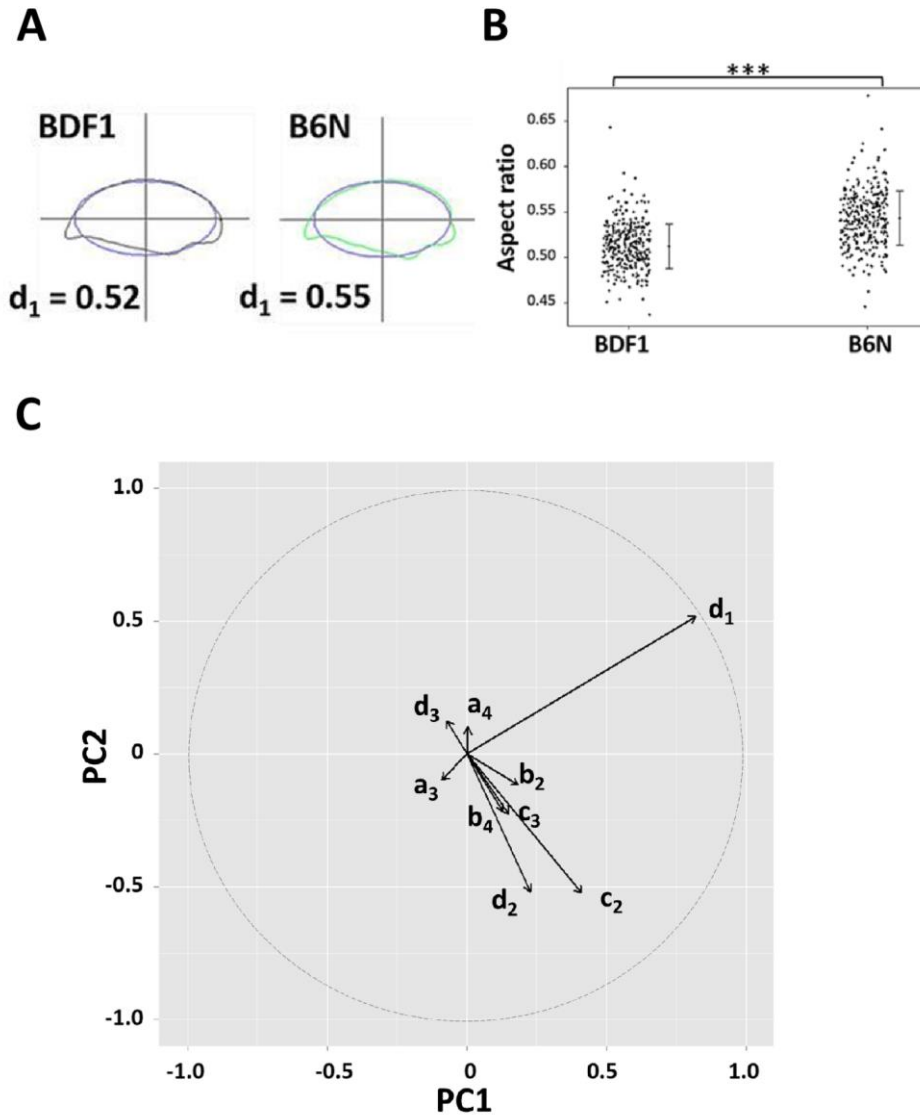 A
BDF1
d₁ = 0.52
B6N
d₁ = 0.55
B
***
Aspect ratio
0.65
0.60
0.55
0.50
0.45
BDF1
B6N
C
PC2
1.0
0.5
0
-0.5
-1.0
d₁
d₃
a₄
a₃
b₂
b₄
c₃
d₂
c₂
-1.0
-0.5
0
0.5
1.0
PC1